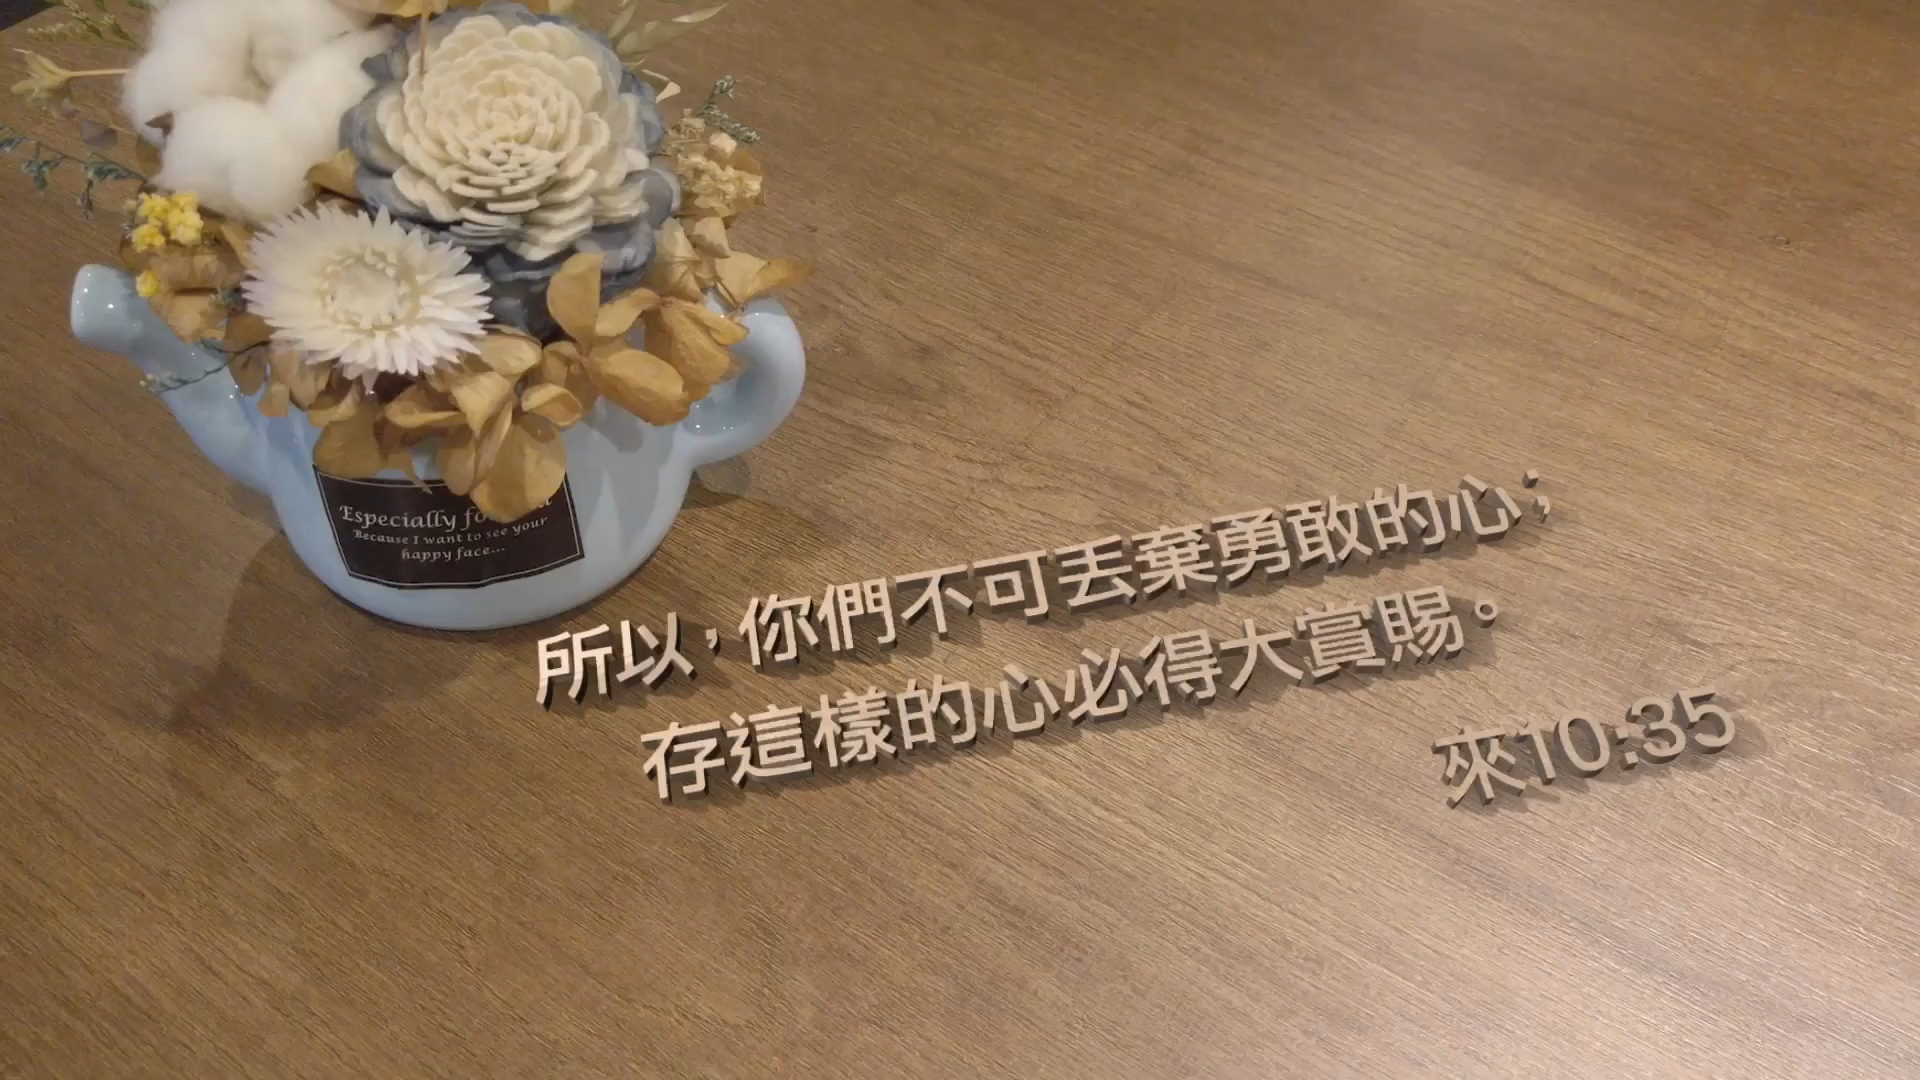 Especially fo
Because I want to see your
happy face...
所以，你們不可丟棄勇敢的心；
存這樣的心必得大賞賜。
來10:35